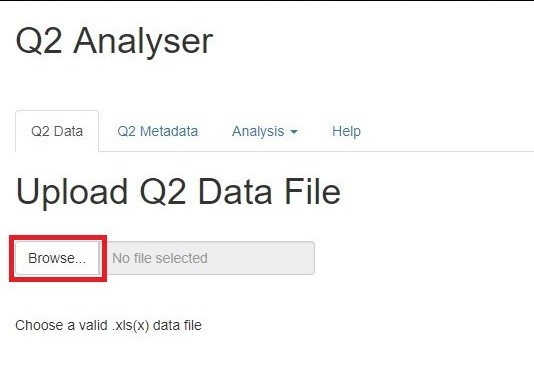 Q2 Analyser
Q2 Data Q2 Metadata Analysis Help
Upload Q2 Data File
Browse... No file selected
Choose a valid .xls(x) data file